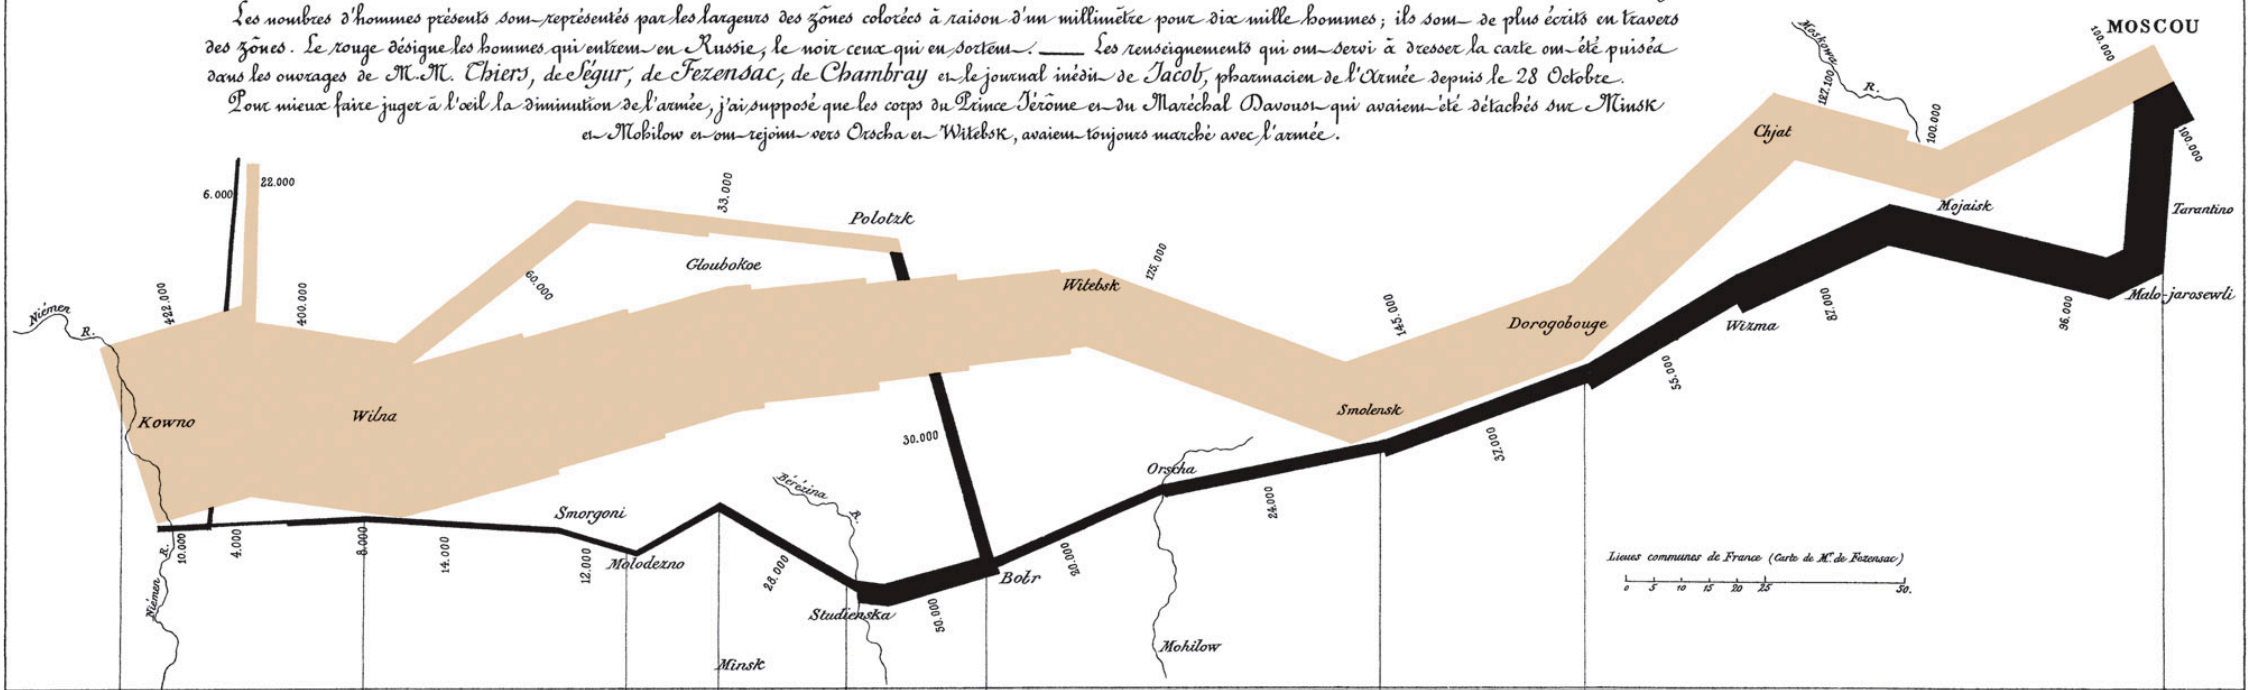 Les nombres d'hommes présents sont représentés par les largeurs des zônes colorées à raison d'un millimètre pour dix mille hommes; ils sont de plus écrits en travers
des zônes. Le rouge désigne les hommes qui entrent en Russie, le noir ceux qui en sortent. — Les renseignements qui ont servi à dresser la carte ont été puisés
dans les ouvrages de M.M. Thiers, de Ségur, de Fezensac, de Chambray et le journal inédit de Jacob, pharmacien de l'Armée depuis le 28 Octobre.
Pour mieux faire juger à l'œil la diminution de l'armée, j'ai supposé que les corps du Prince Jérôme et du Maréchal Davoust qui avaient été détachés sur Minsk
et Mohilow et ont rejoint vers Orscha et Witebsk, avaient toujours marché avec l'armée.
MOSCOU
100.000
Moskowa
R.
127.100
100.000
Chjat
100.000
Mojaisk
Tarantino
Malo-jarosewli
6.000
22.000
33.000
Polotzk
Gloubokoe
60.000
175.000
Witebsk
422.000
400.000
Niémen
R.
145.000
Dorogobouge
Wizma
87.000
96.000
55.000
Kowno
Wilna
Smolensk
30.000
37.000
Orscha
24.000
Bérézina
R.
Smorgoni
R.
10.000
4.000
8.000
14.000
12.000
Molodezno
28.000
20.000
Bobr
Niémen
Studienska
50.000
Minsk
Mohilow
Lieues communes de France (Carte de Mr. de Fezensac)
0 5 10 15 20 25 50.